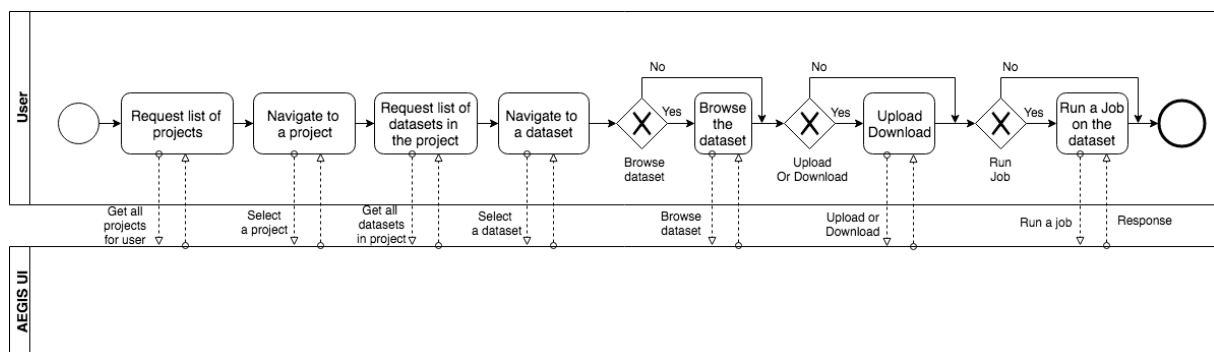 User
Request list of
projects
Navigate to
a project
Request list of
datasets in
the project
Navigate to
a dataset
No
Yes
Browse
dataset
Browse
the
dataset
No
Yes
Upload
Or Download
Upload
Download
No
Yes
Run
Job
Run a Job
on the
dataset
Get all
projects
for user
Select
a project
Get all
datasets
in project
Select
a dataset
Browse
dataset
Upload or
Download
Run a job
Response
AEGIS UI